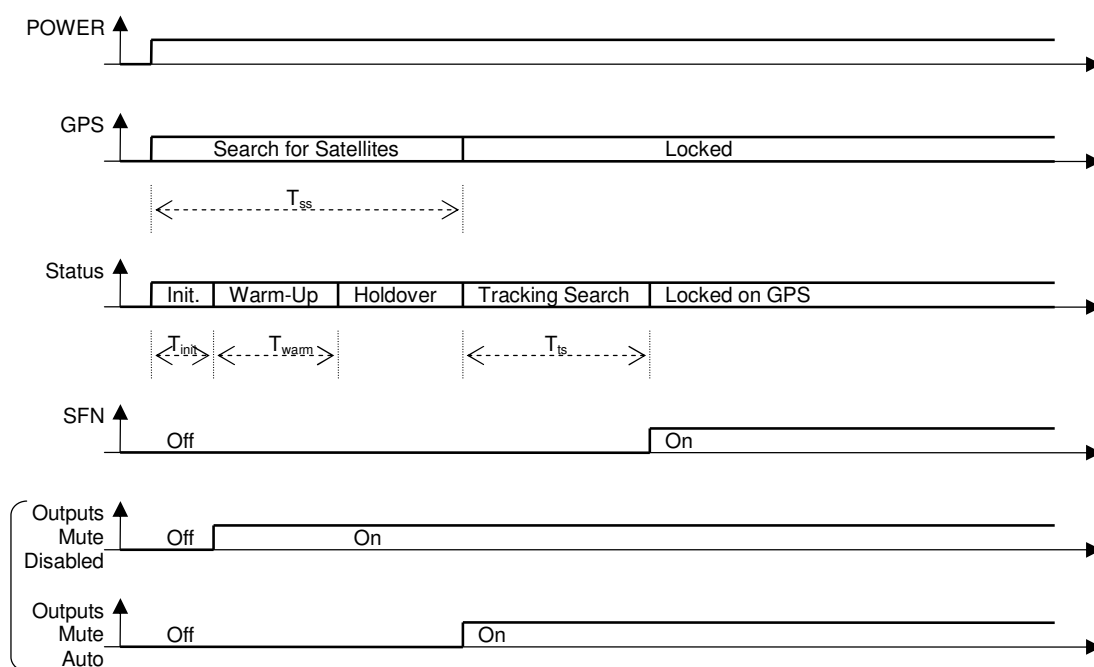 POWER
GPS
Search for Satellites
Locked
Tss
Status
Init.
Warm-Up
Holdover
Tracking Search
Locked on GPS
Tinit
Twarm
Tts
SFN
Off
On
Outputs
Mute
Disabled
Off
On
Outputs
Mute
Auto
Off
On